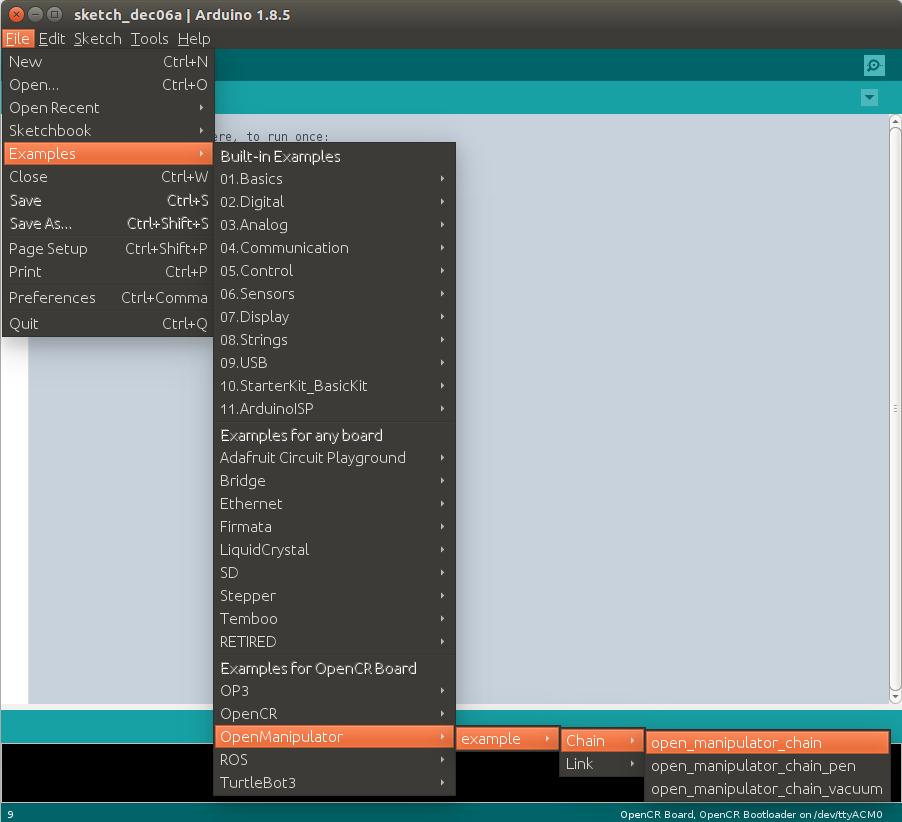 sketch_dec06a | Arduino 1.8.5
File Edit Sketch Tools Help
New Ctrl+N
Open... Ctrl+O
Open Recent
Sketchbook
Examples
Close Ctrl+W
Save Ctrl+S
Save As... Ctrl+Shift+S
Page Setup Ctrl+Shift+P
Print Ctrl+P
Preferences Ctrl+Comma
Quit Ctrl+Q
ere, to run once:
Built-in Examples
01.Basics
02.Digital
03.Analog
04.Communication
05.Control
06.Sensors
07.Display
08.Strings
09.USB
10.StarterKit_BasicKit
11.ArduinoISP
Examples for any board
Adafruit Circuit Playground
Bridge
Ethernet
Firmata
LiquidCrystal
SD
Stepper
Temboo
RETIRED
Examples for OpenCR Board
OP3
OpenCR
OpenManipulator
ROS
TurtleBot3
example
Chain
Link
open_manipulator_chain
open_manipulator_chain_pen
open_manipulator_chain_vacuum
9
OpenCR Board, OpenCR Bootloader on /dev/ttyACM0